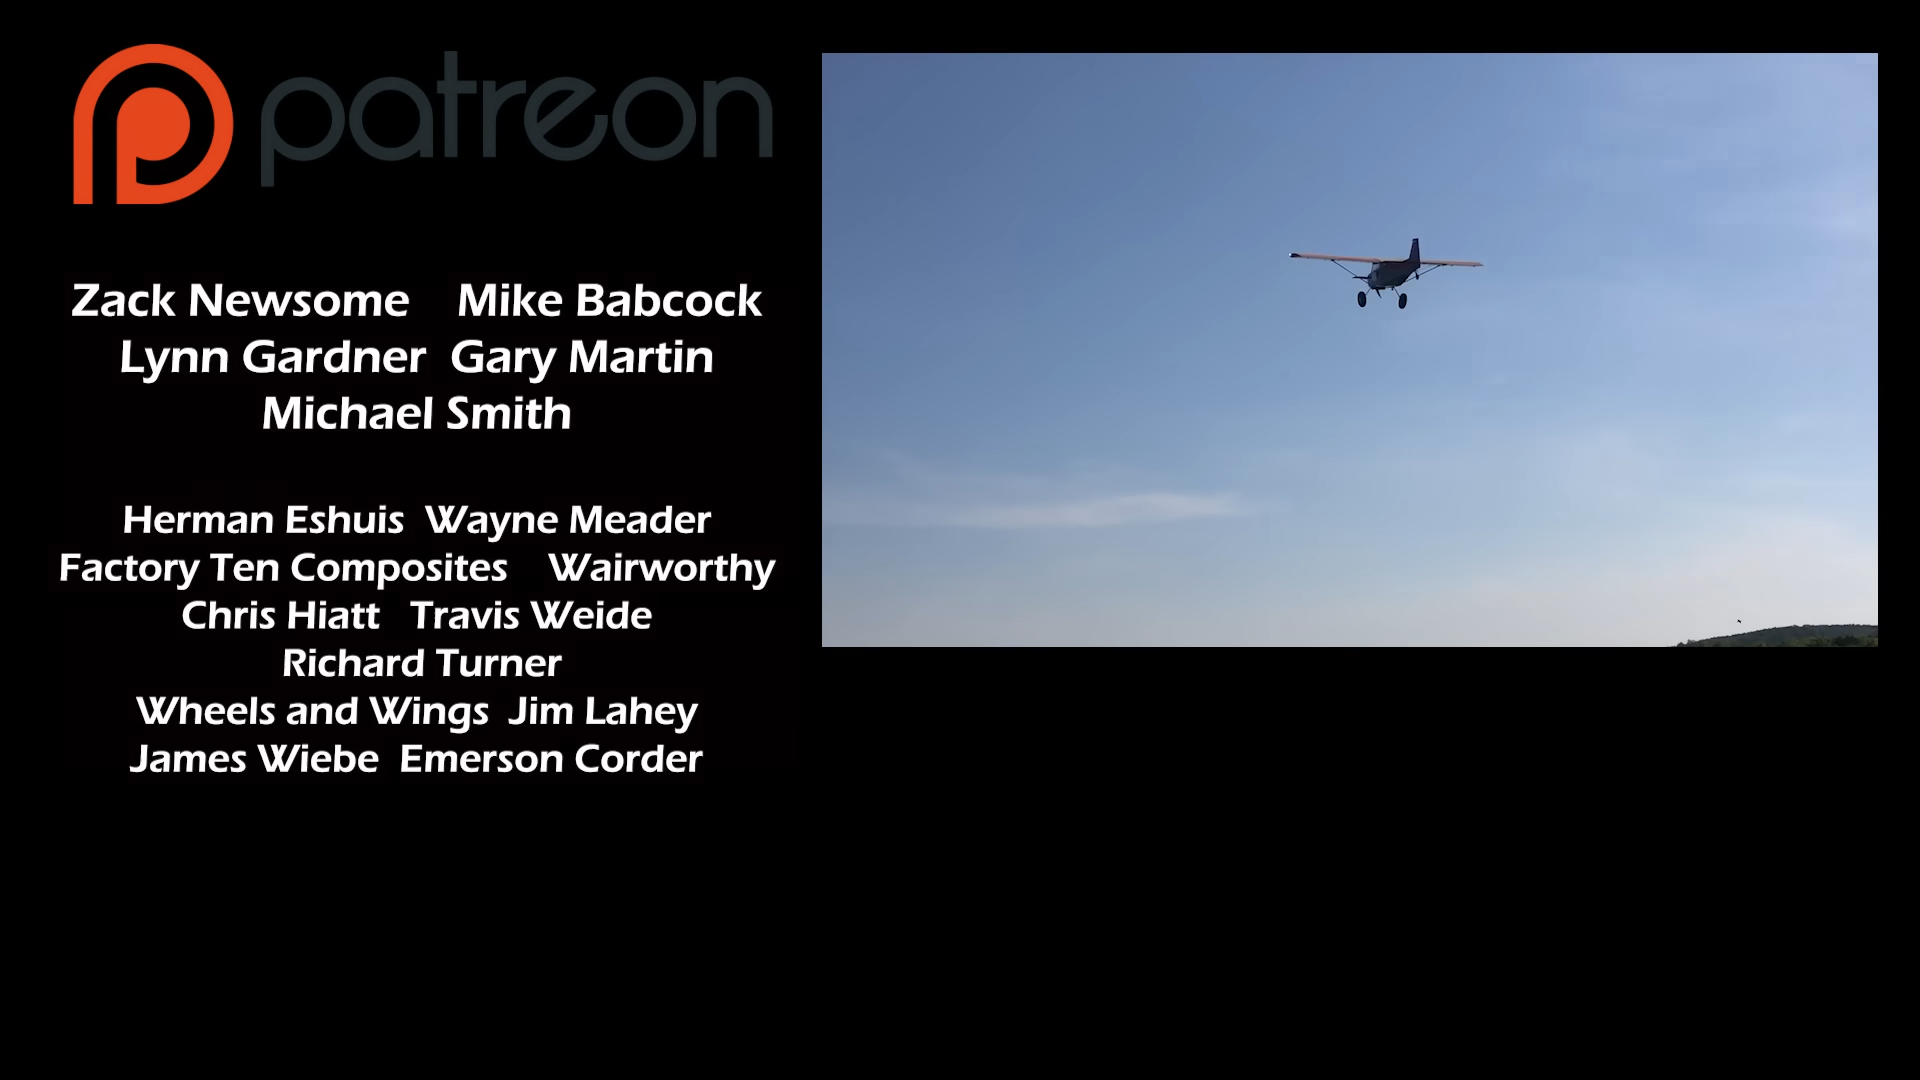 patreon
Zack Newsome Mike Babcock
Lynn Gardner Gary Martin
Michael Smith
Herman Eshuis Wayne Meader
Factory Ten Composites Wairworthy
Chris Hiatt Travis Weide
Richard Turner
Wheels and Wings Jim Lahey
James Wiebe Emerson Corder